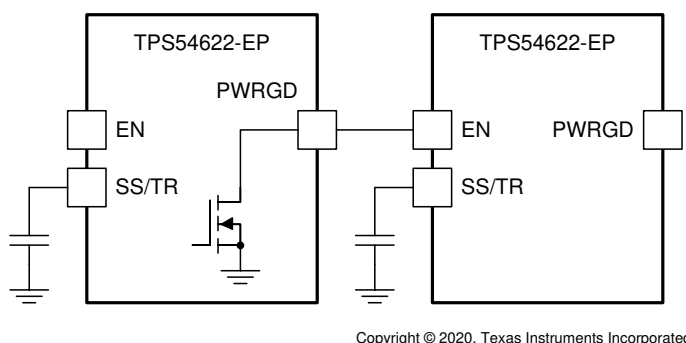 TPS54622-EP
PWRGD
EN
SS/TR
TPS54622-EP
EN
PWRGD
SS/TR
Copyright © 2020, Texas Instruments Incorporated